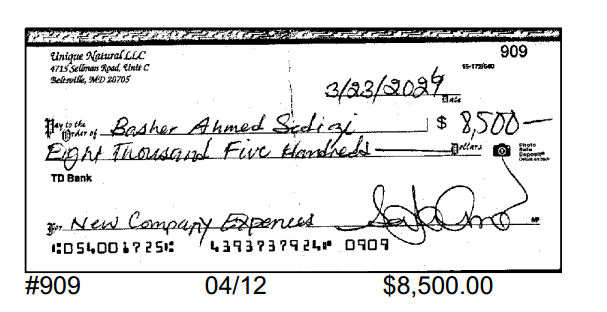 Unique Natural LLC
4715 Sellman Road, Unit C
Beltsville, MD 20705
909
15-172/540
3/23/2024
Date
Pay to the
Order of Basher Ahmed Sediqi $ 8,500
Eight Thousand Five Hundreds Dollars
Photo
Safe
Deposit®
TD Bank
For New Company Expences
MP
⑆054001725⑆ 4393737924⑈ 0909
#909 04/12 $8,500.00